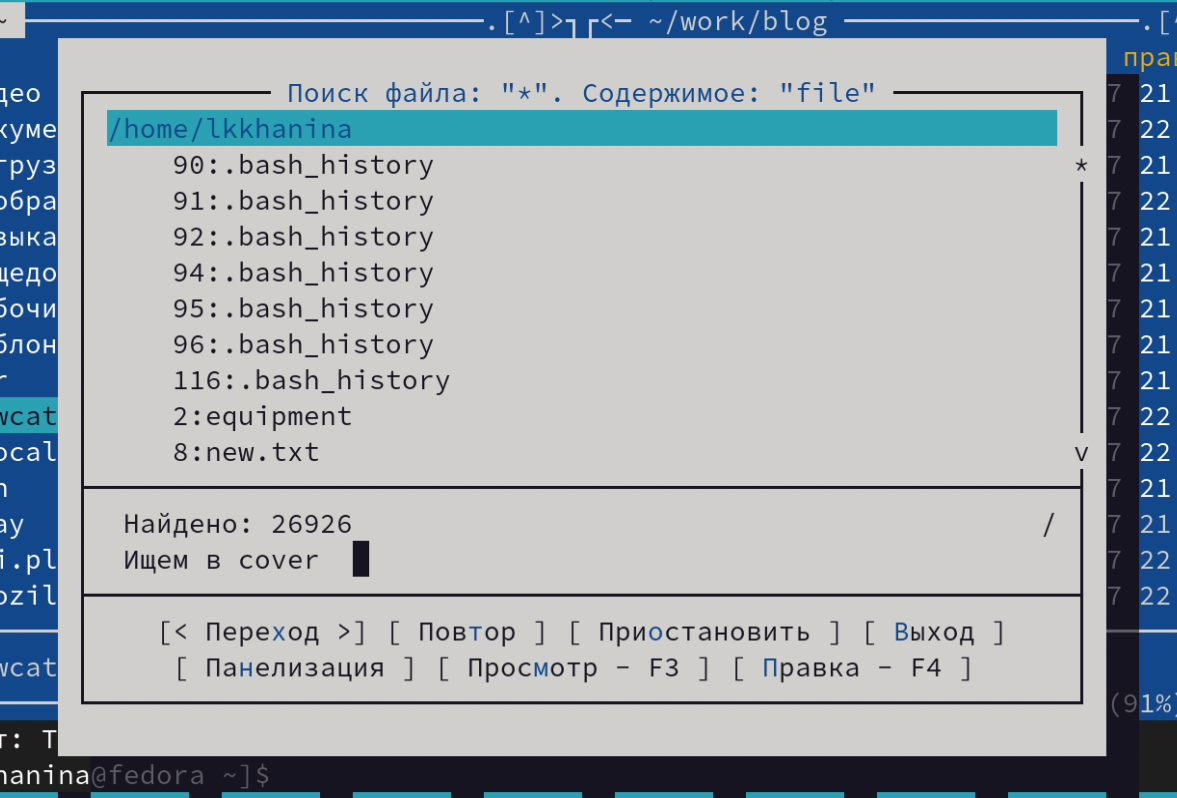 ~ .[^]> <─ ~/work/blog .[^
прав
Поиск файла: "*". Содержимое: "file"
део 7 21
/home/lkkhanina
куме 7 22
90:.bash_history *
груз 7 21
91:.bash_history
обра 7 22
92:.bash_history
зыка 7 21
94:.bash_history
щедо 7 21
95:.bash_history
бочи 7 21
96:.bash_history
блон 7 21
116:.bash_history
r 7 21
2:equipment
wcat 7 22
8:new.txt v
ocal 7 22
n 7 21
Найдено: 26926 /
ay 7 21
Ищем в cover
i.pl 7 22
ozil 7 22
[< Переход >] [ Повтор ] [ Приостановить ] [ Выход ]
wcat [ Панелизация ] [ Просмотр - F3 ] [ Правка - F4 ]
(91%)
т: Т
hanina@fedora ~]$